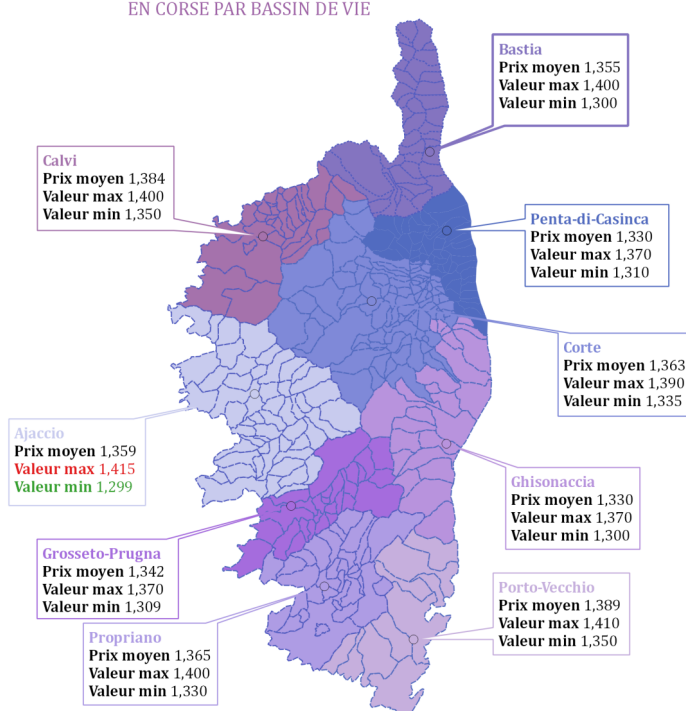 EN CORSE PAR BASSIN DE VIE
Bastia
Prix moyen 1,355
Valeur max 1,400
Valeur min 1,300
Calvi
Prix moyen 1,384
Valeur max 1,400
Valeur min 1,350
Penta-di-Casinca
Prix moyen 1,330
Valeur max 1,370
Valeur min 1,310
Corte
Prix moyen 1,363
Valeur max 1,390
Valeur min 1,335
Ajaccio
Prix moyen 1,359
Valeur max 1,415
Valeur min 1,299
Ghisonaccia
Prix moyen 1,330
Valeur max 1,370
Valeur min 1,300
Grosseto-Prugna
Prix moyen 1,342
Valeur max 1,370
Valeur min 1,309
Porto-Vecchio
Prix moyen 1,389
Valeur max 1,410
Valeur min 1,350
Propriano
Prix moyen 1,365
Valeur max 1,400
Valeur min 1,330